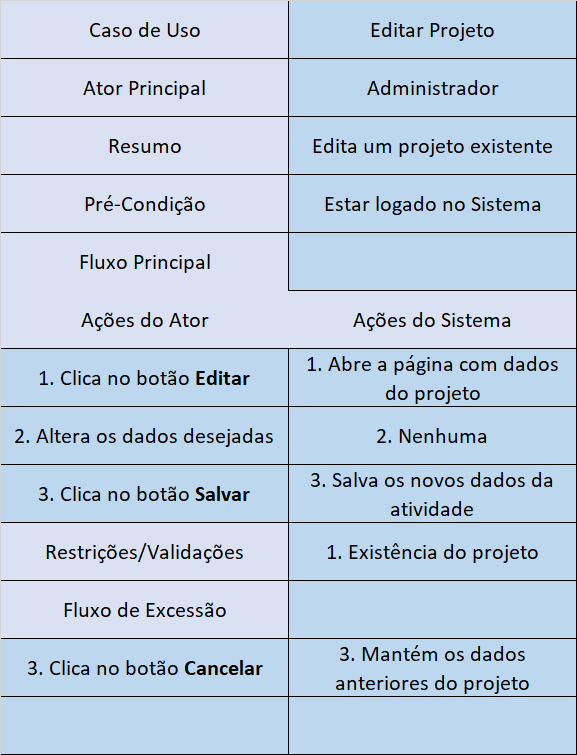 Caso de Uso
Editar Projeto
Ator Principal
Administrador
Resumo
Edita um projeto existente
Pré-Condição
Estar logado no Sistema
Fluxo Principal
Ações do Ator
Ações do Sistema
1. Clica no botão Editar
1. Abre a página com dados
do projeto
2. Altera os dados desejadas
2. Nenhuma
3. Clica no botão Salvar
3. Salva os novos dados da
atividade
Restrições/Validações
1. Existência do projeto
Fluxo de Excessão
3. Clica no botão Cancelar
3. Mantém os dados
anteriores do projeto